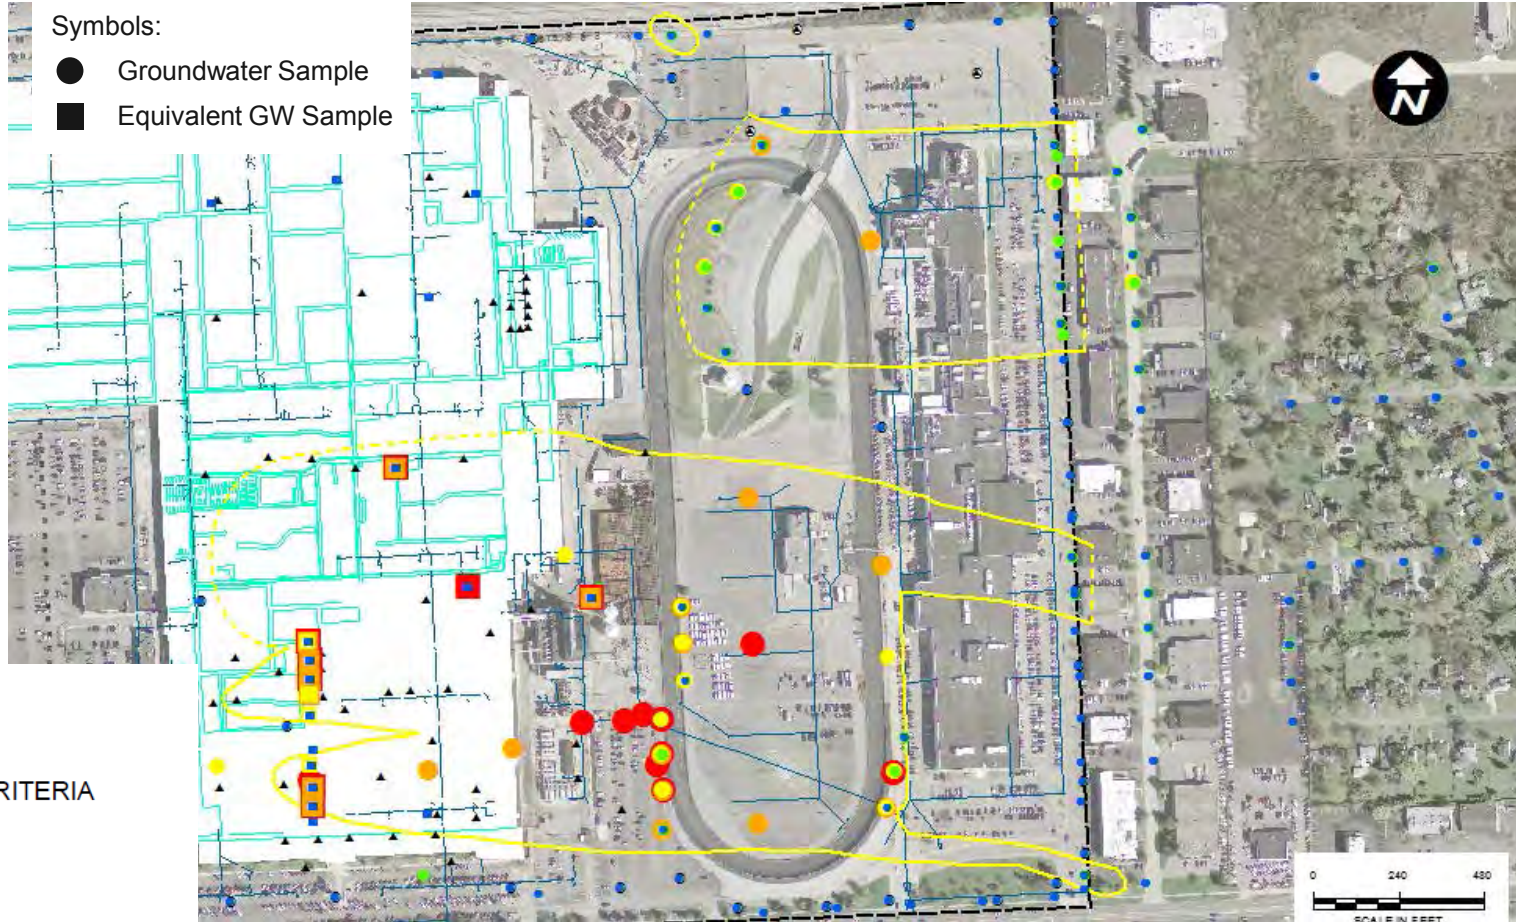 Symbols:
Groundwater Sample
Equivalent GW Sample
N
RITERIA
0 240 480
SCALE IN FEET